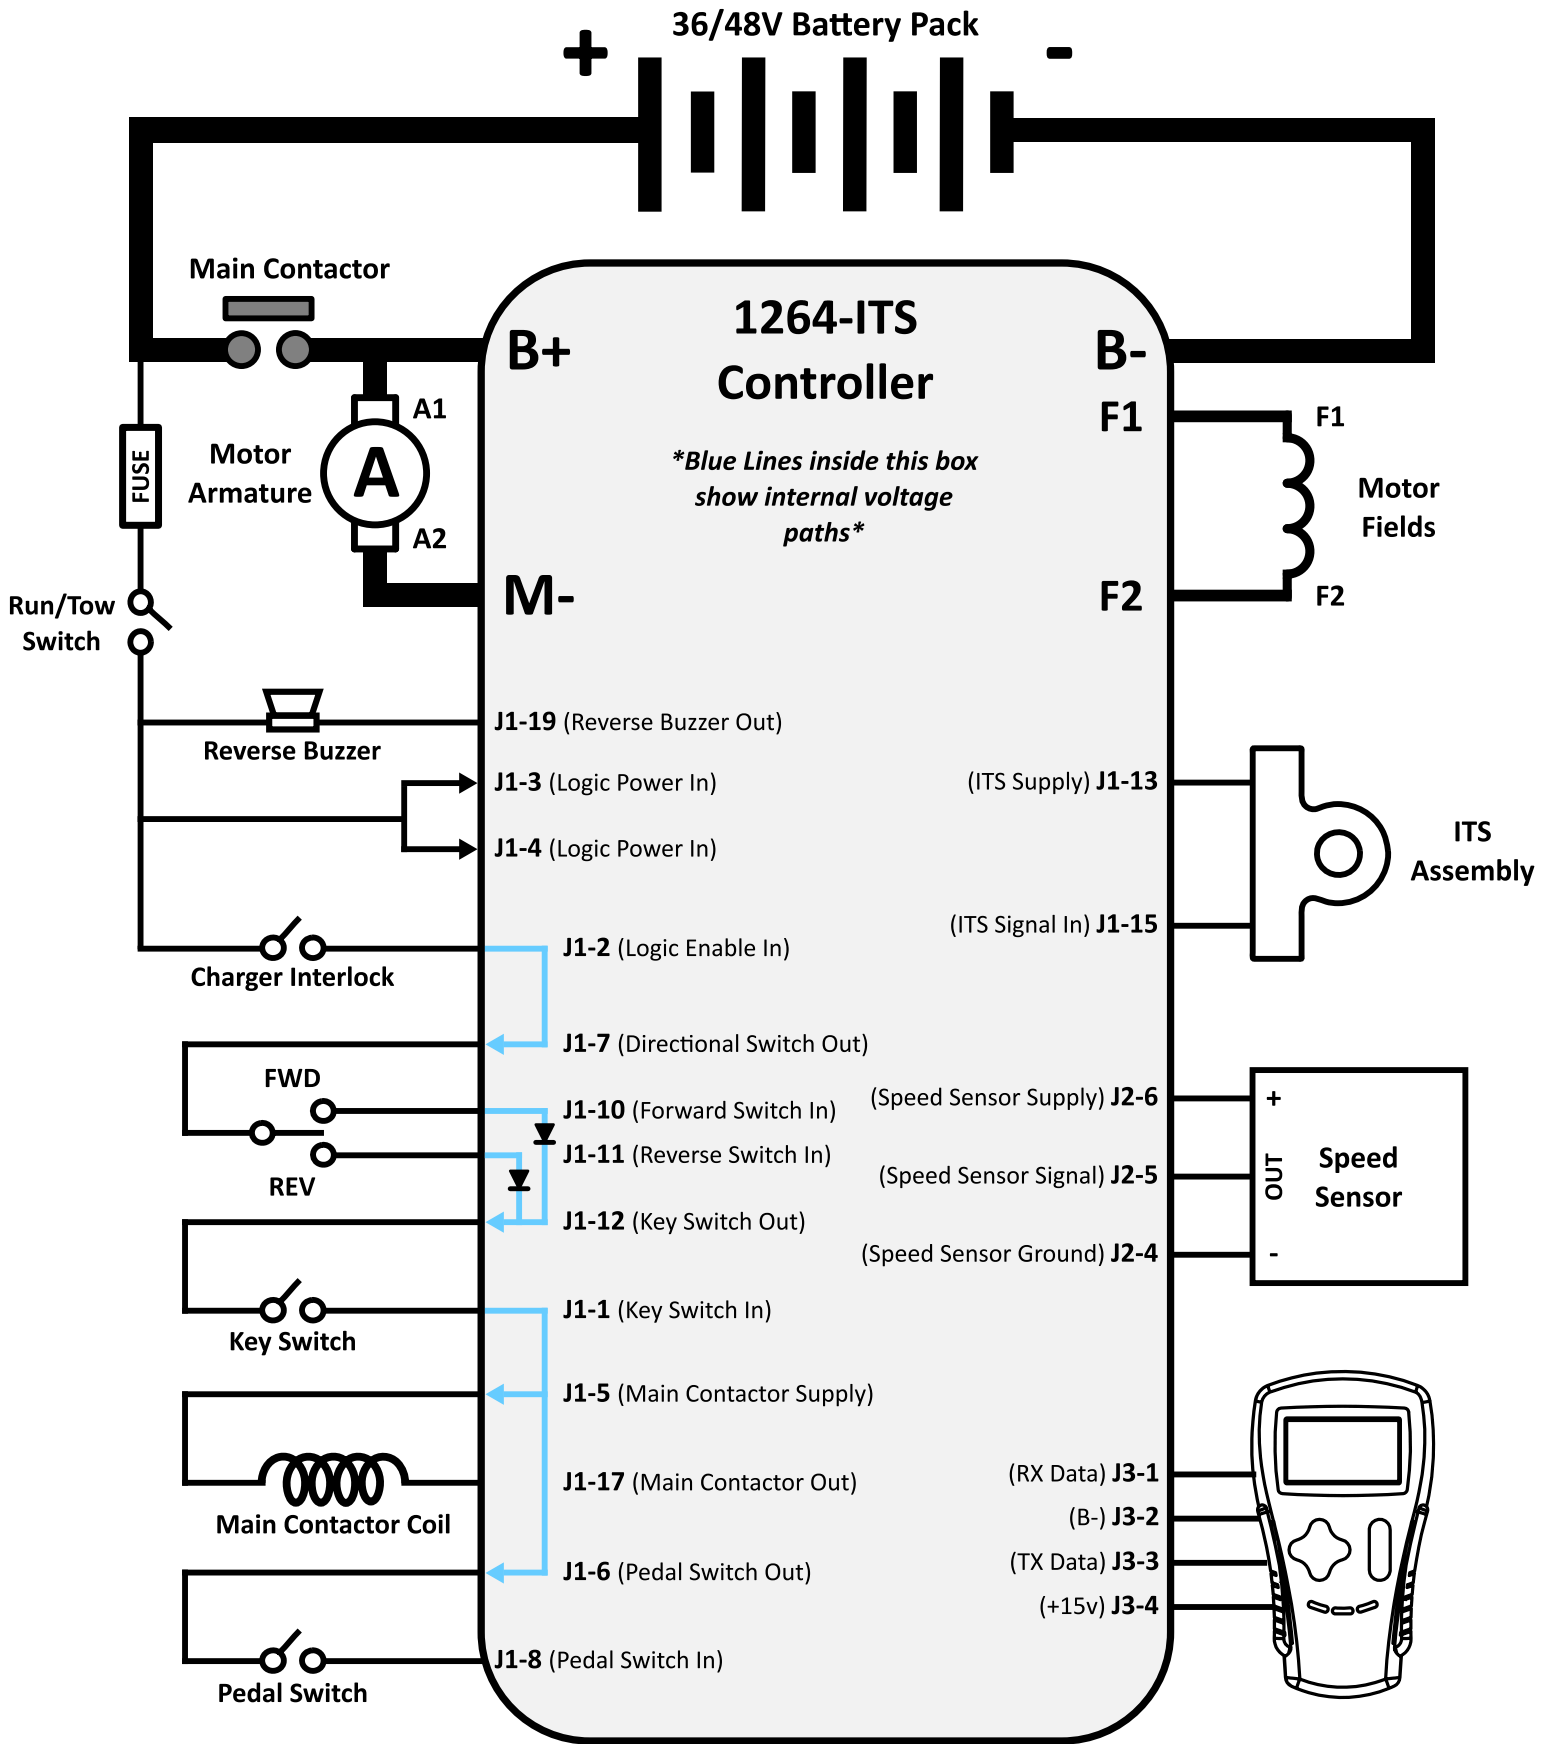 36/48V Battery Pack
+
-
Main Contactor
1264-ITS
Controller
*Blue Lines inside this box
show internal voltage
paths*
B+
B-
A1
Motor
Armature
A
A2
M-
FUSE
Run/Tow
Switch
F1
F1
Motor
Fields
F2
F2
Reverse Buzzer
J1-19 (Reverse Buzzer Out)
J1-3 (Logic Power In)
J1-4 (Logic Power In)
Charger Interlock
J1-2 (Logic Enable In)
J1-7 (Directional Switch Out)
FWD
REV
J1-10 (Forward Switch In)
J1-11 (Reverse Switch In)
J1-12 (Key Switch Out)
Key Switch
J1-1 (Key Switch In)
J1-5 (Main Contactor Supply)
Main Contactor Coil
J1-17 (Main Contactor Out)
J1-6 (Pedal Switch Out)
Pedal Switch
J1-8 (Pedal Switch In)
(ITS Supply) J1-13
(ITS Signal In) J1-15
ITS
Assembly
(Speed Sensor Supply) J2-6
(Speed Sensor Signal) J2-5
(Speed Sensor Ground) J2-4
+
OUT
-
Speed
Sensor
(RX Data) J3-1
(B-) J3-2
(TX Data) J3-3
(+15v) J3-4